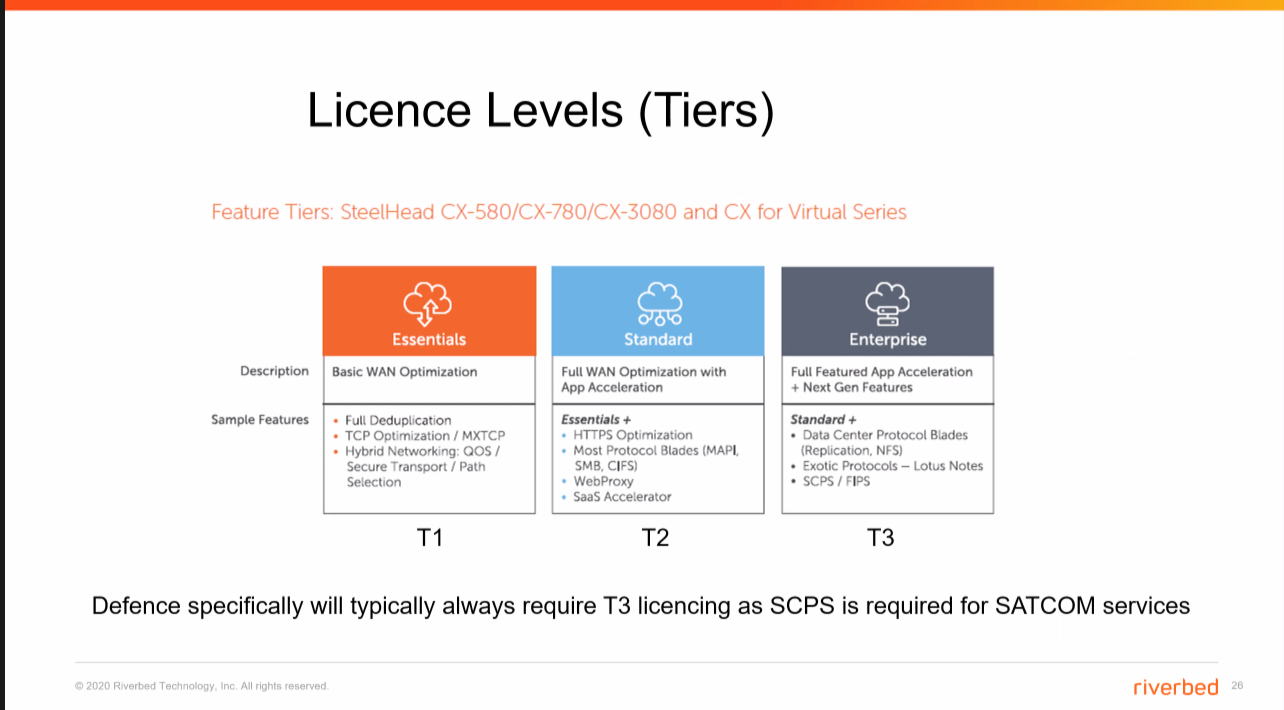 Licence Levels (Tiers)
Feature Tiers: SteelHead CX-580/CX-780/CX-3080 and CX for Virtual Series
Essentials
Standard
Enterprise
Description
Basic WAN Optimization
Full WAN Optimization with
App Acceleration
Full Featured App Acceleration
+ Next Gen Features
Sample Features
• Full Deduplication
• TCP Optimization / MXTCP
• Hybrid Networking: QOS /
Secure Transport / Path
Selection
Essentials +
• HTTPS Optimization
• Most Protocol Blades (MAPI,
SMB, CIFS)
• WebProxy
• SaaS Accelerator
Standard +
• Data Center Protocol Blades
(Replication, NFS)
• Exotic Protocols – Lotus Notes
• SCPS / FIPS
T1
T2
T3
Defence specifically will typically always require T3 licencing as SCPS is required for SATCOM services
© 2020 Riverbed Technology, Inc. All rights reserved.
riverbed
26